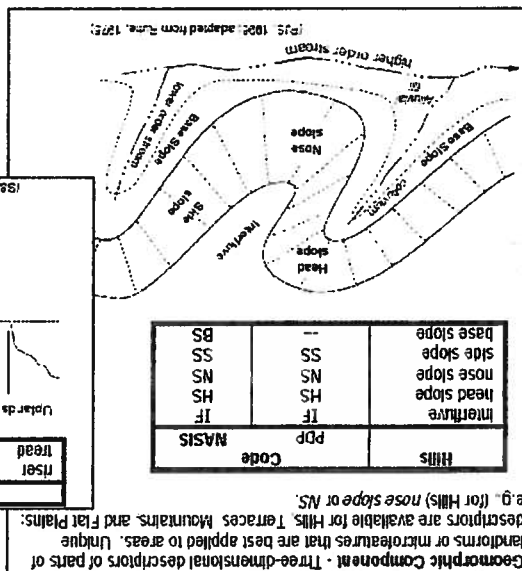 Geomorphic Component - Three-dimensional descriptors of parts of
landforms or microfeatures that are best applied to areas. Unique
descriptors are available for Hills, Terraces, Mountains, and Flat Plains:
e.g. (for Hills) nose slope or NS.
Hills Code
PDP NASIS
interfluve IF IF
head slope HS HS
nose slope NS NS
side slope SS SS
base slope -- BS
riser
tread
Uplands
Head
slope
Interfluve
Side
slope
Nose
slope
colluvium
Base Slope
Base Slope
lower order stream
Alluvial
fill
higher order stream
(PJS, 1996; adapted from Ruhe, 1975)